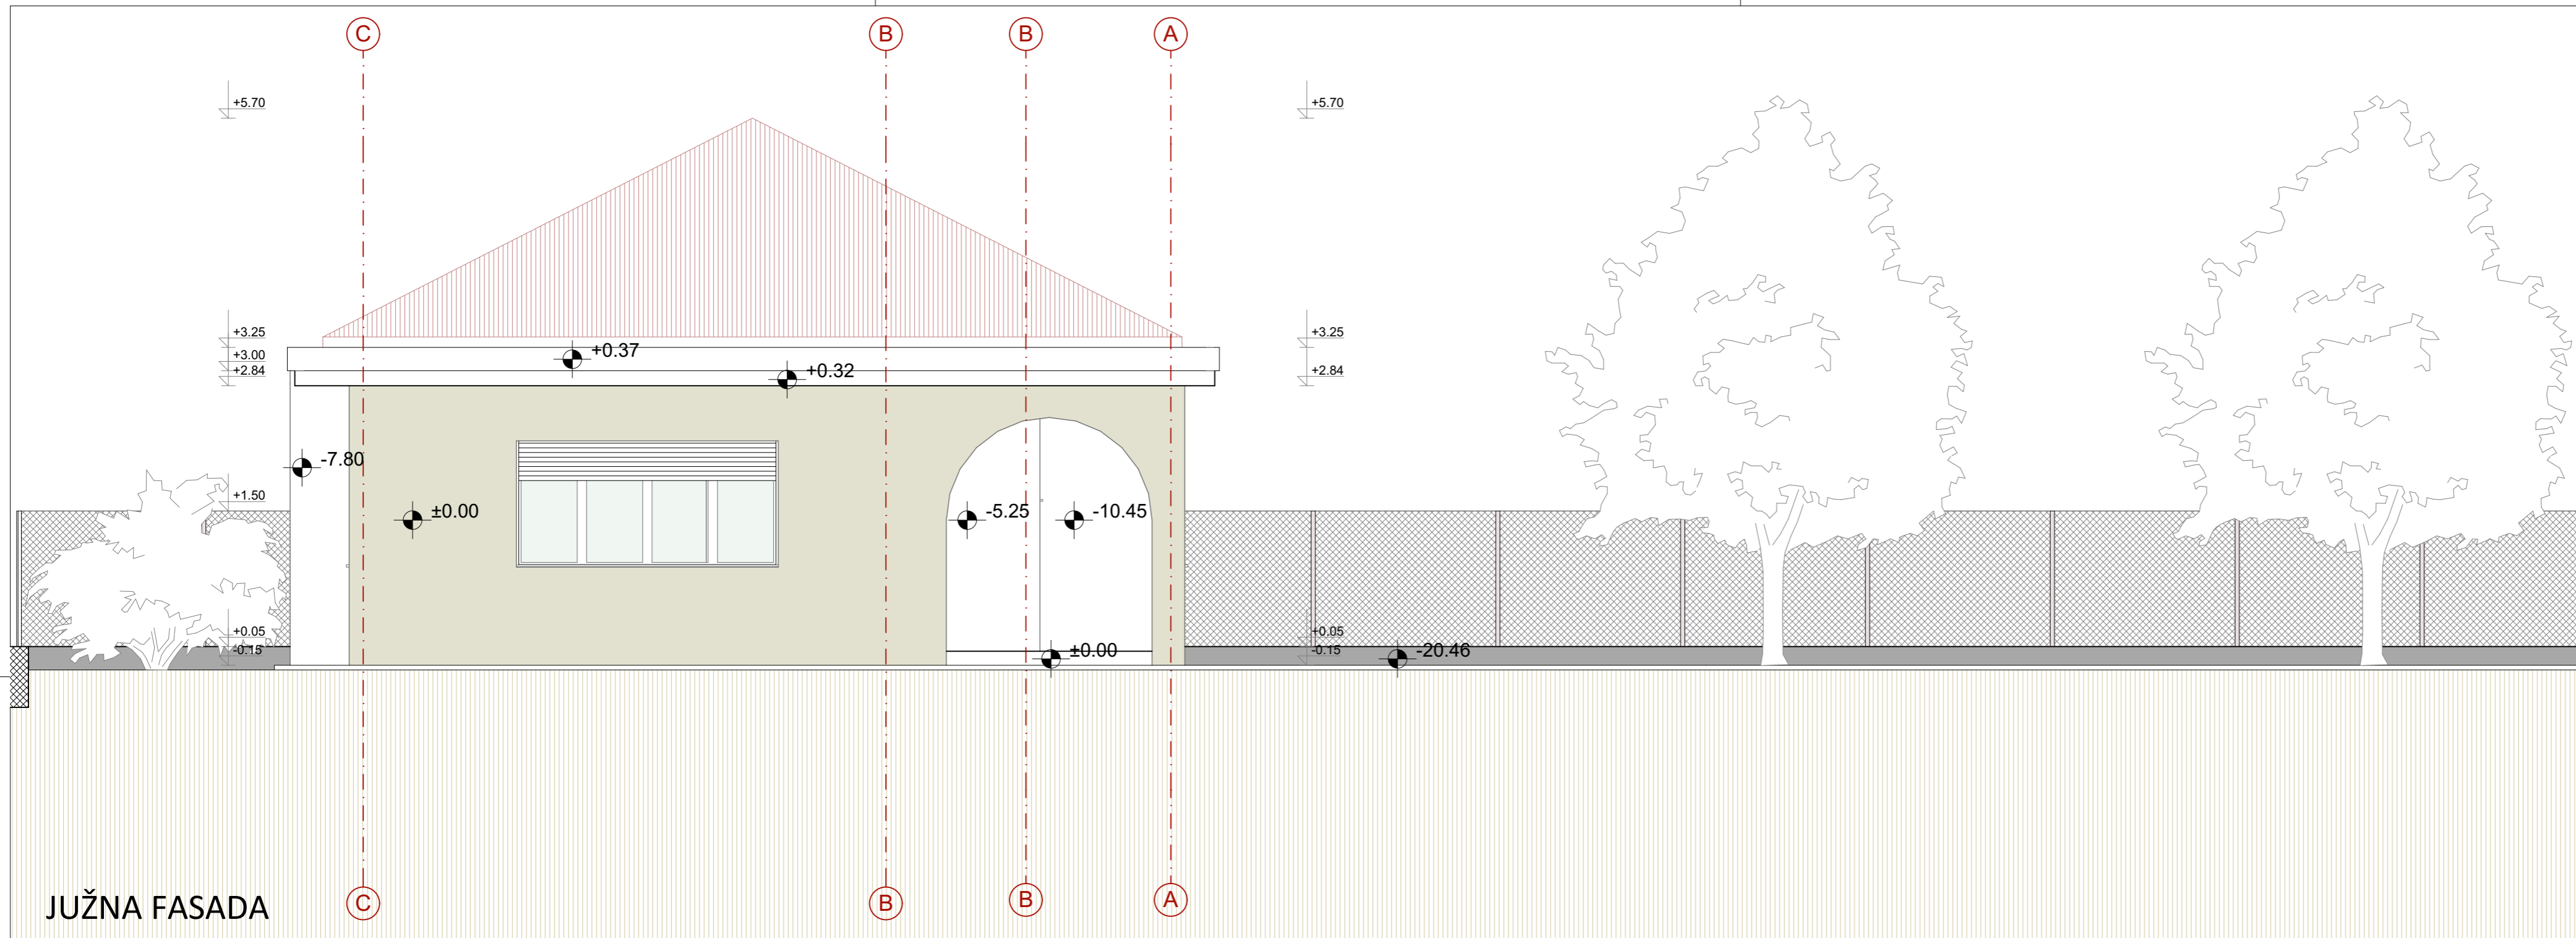 C B B A
+5.70 +5.70
+3.25 +3.25
+0.37
+3.00
+0.32
+2.84 +2.84
-7.80
+1.50
±0.00 -5.25 -10.45
+0.05 +0.05
-0.15 ±0.00 -0.15 -20.46
C B B A
JUŽNA FASADA